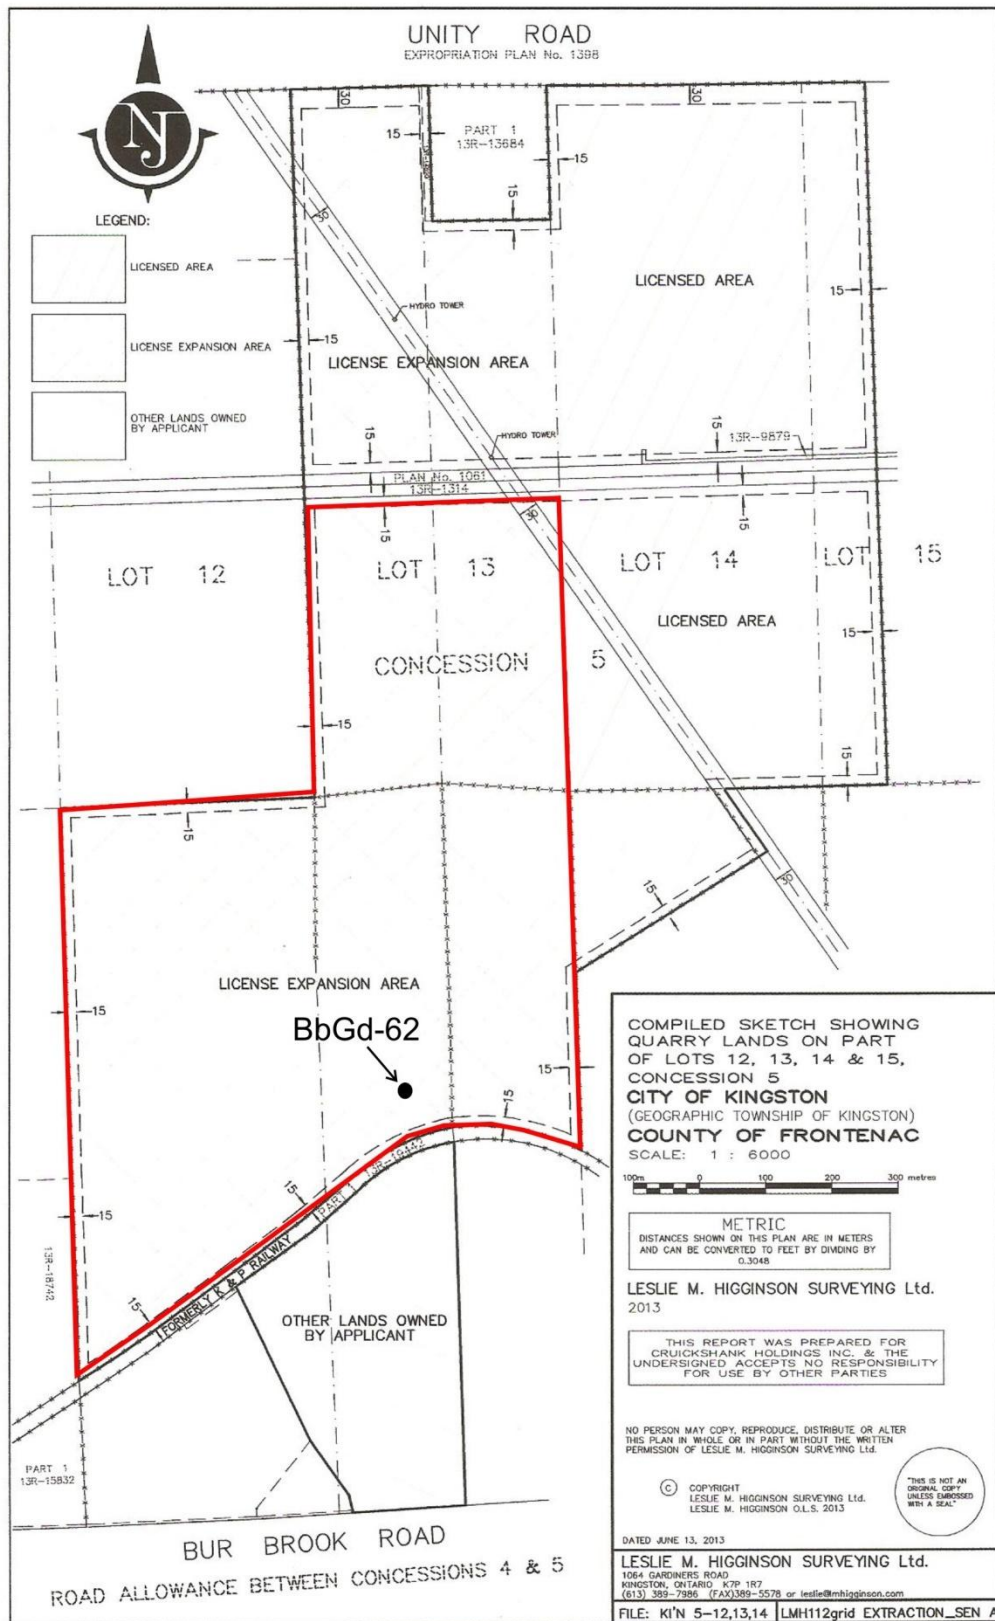 UNITY ROAD
EXPROPRIATION PLAN No. 1398
NJ
30
30
15
PART 1
13R-13684
15
15
LEGEND:
LICENSED AREA
LICENSE EXPANSION AREA
OTHER LANDS OWNED
BY APPLICANT
30
HYDRO TOWER
15
LICENSED AREA
15
LICENSE EXPANSION AREA
15
HYDRO TOWER
15
13R-9879
PLAN No. 1061
13R-1314
15
30
15
LOT 12
LOT 13
LOT 14
LOT 15
LICENSED AREA
15
CONCESSION 5
15
15
15
30
15
LICENSE EXPANSION AREA
15
BbGd-62
15
15
15
15
15
13R-18742
PART 1
13R-19442
FORMERLY K & P RAILWAY
OTHER LANDS OWNED
BY APPLICANT
PART 1
13R-15832
BUR BROOK ROAD
ROAD ALLOWANCE BETWEEN CONCESSIONS 4 & 5
COMPILED SKETCH SHOWING
QUARRY LANDS ON PART
OF LOTS 12, 13, 14 & 15,
CONCESSION 5
CITY OF KINGSTON
(GEOGRAPHIC TOWNSHIP OF KINGSTON)
COUNTY OF FRONTENAC
SCALE: 1 : 6000
100m 0 100 200 300 metres
METRIC
DISTANCES SHOWN ON THIS PLAN ARE IN METERS
AND CAN BE CONVERTED TO FEET BY DIVIDING BY
0.3048
LESLIE M. HIGGINSON SURVEYING Ltd.
2013
THIS REPORT WAS PREPARED FOR
CRUICKSHANK HOLDINGS INC. & THE
UNDERSIGNED ACCEPTS NO RESPONSIBILITY
FOR USE BY OTHER PARTIES
NO PERSON MAY COPY, REPRODUCE, DISTRIBUTE OR ALTER
THIS PLAN IN WHOLE OR IN PART WITHOUT THE WRITTEN
PERMISSION OF LESLIE M. HIGGINSON SURVEYING Ltd.
C COPYRIGHT
LESLIE M. HIGGINSON SURVEYING Ltd.
LESLIE M. HIGGINSON O.L.S. 2013
"THIS IS NOT AN
ORIGINAL COPY
UNLESS EMBOSSED
WITH A SEAL"
DATED JUNE 13, 2013
LESLIE M. HIGGINSON SURVEYING Ltd.
1064 GARDINERS ROAD
KINGSTON, ONTARIO K7P 1R7
(613) 389-7986 (FAX)389-5578 or leslie@lmhigginson.com
FILE: KI'N 5-12,13,14 LMH112grid EXTRACTION_SEN A